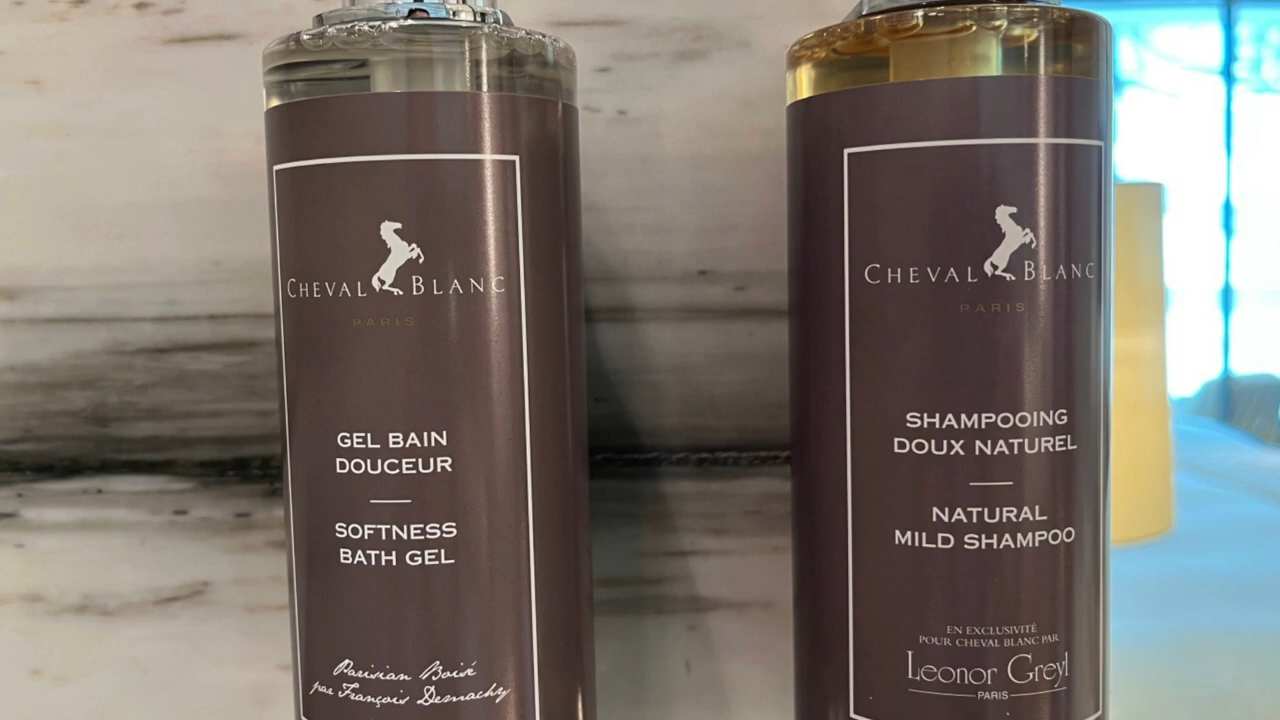 CHEVAL BLANC
PARIS
GEL BAIN
DOUCEUR
SOFTNESS
BATH GEL
Parisian Boisé
par François Demachy
CHEVAL BLANC
PARIS
SHAMPOOING
DOUX NATUREL
NATURAL
MILD SHAMPOO
EN EXCLUSIVITÉ
POUR CHEVAL BLANC PAR
Leonor Greyl
PARIS